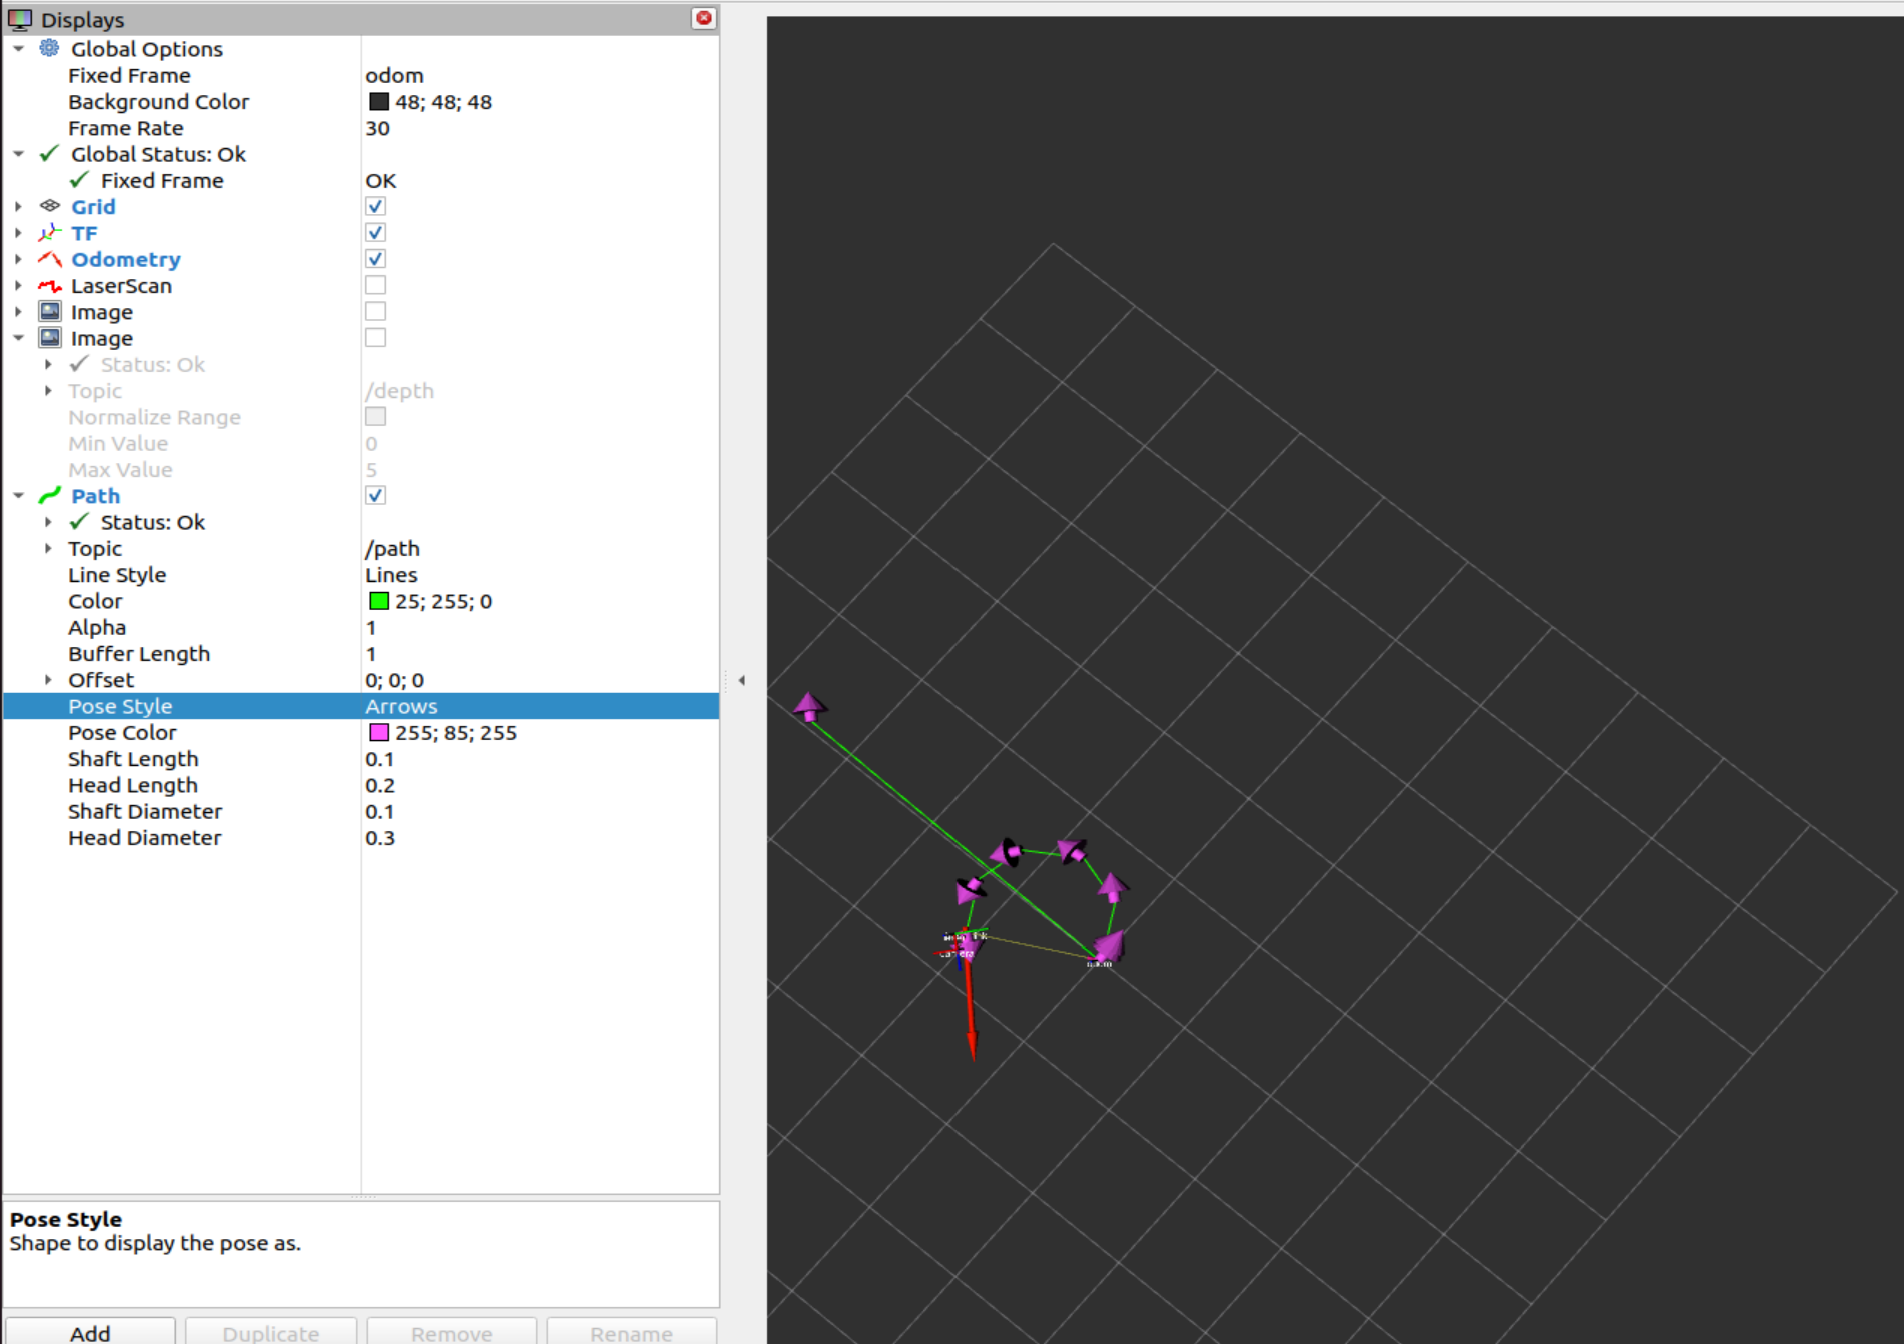 Displays
Global Options
Fixed Frame odom
Background Color 48; 48; 48
Frame Rate 30
Global Status: Ok
Fixed Frame OK
Grid
TF
Odometry
LaserScan
Image
Image
Status: Ok
Topic /depth
Normalize Range
Min Value 0
Max Value 5
Path
Status: Ok
Topic /path
Line Style Lines
Color 25; 255; 0
Alpha 1
Buffer Length 1
Offset 0; 0; 0
Pose Style Arrows
Pose Color 255; 85; 255
Shaft Length 0.1
Head Length 0.2
Shaft Diameter 0.1
Head Diameter 0.3
camera
odom
Pose Style
Shape to display the pose as.
Add Duplicate Remove Rename